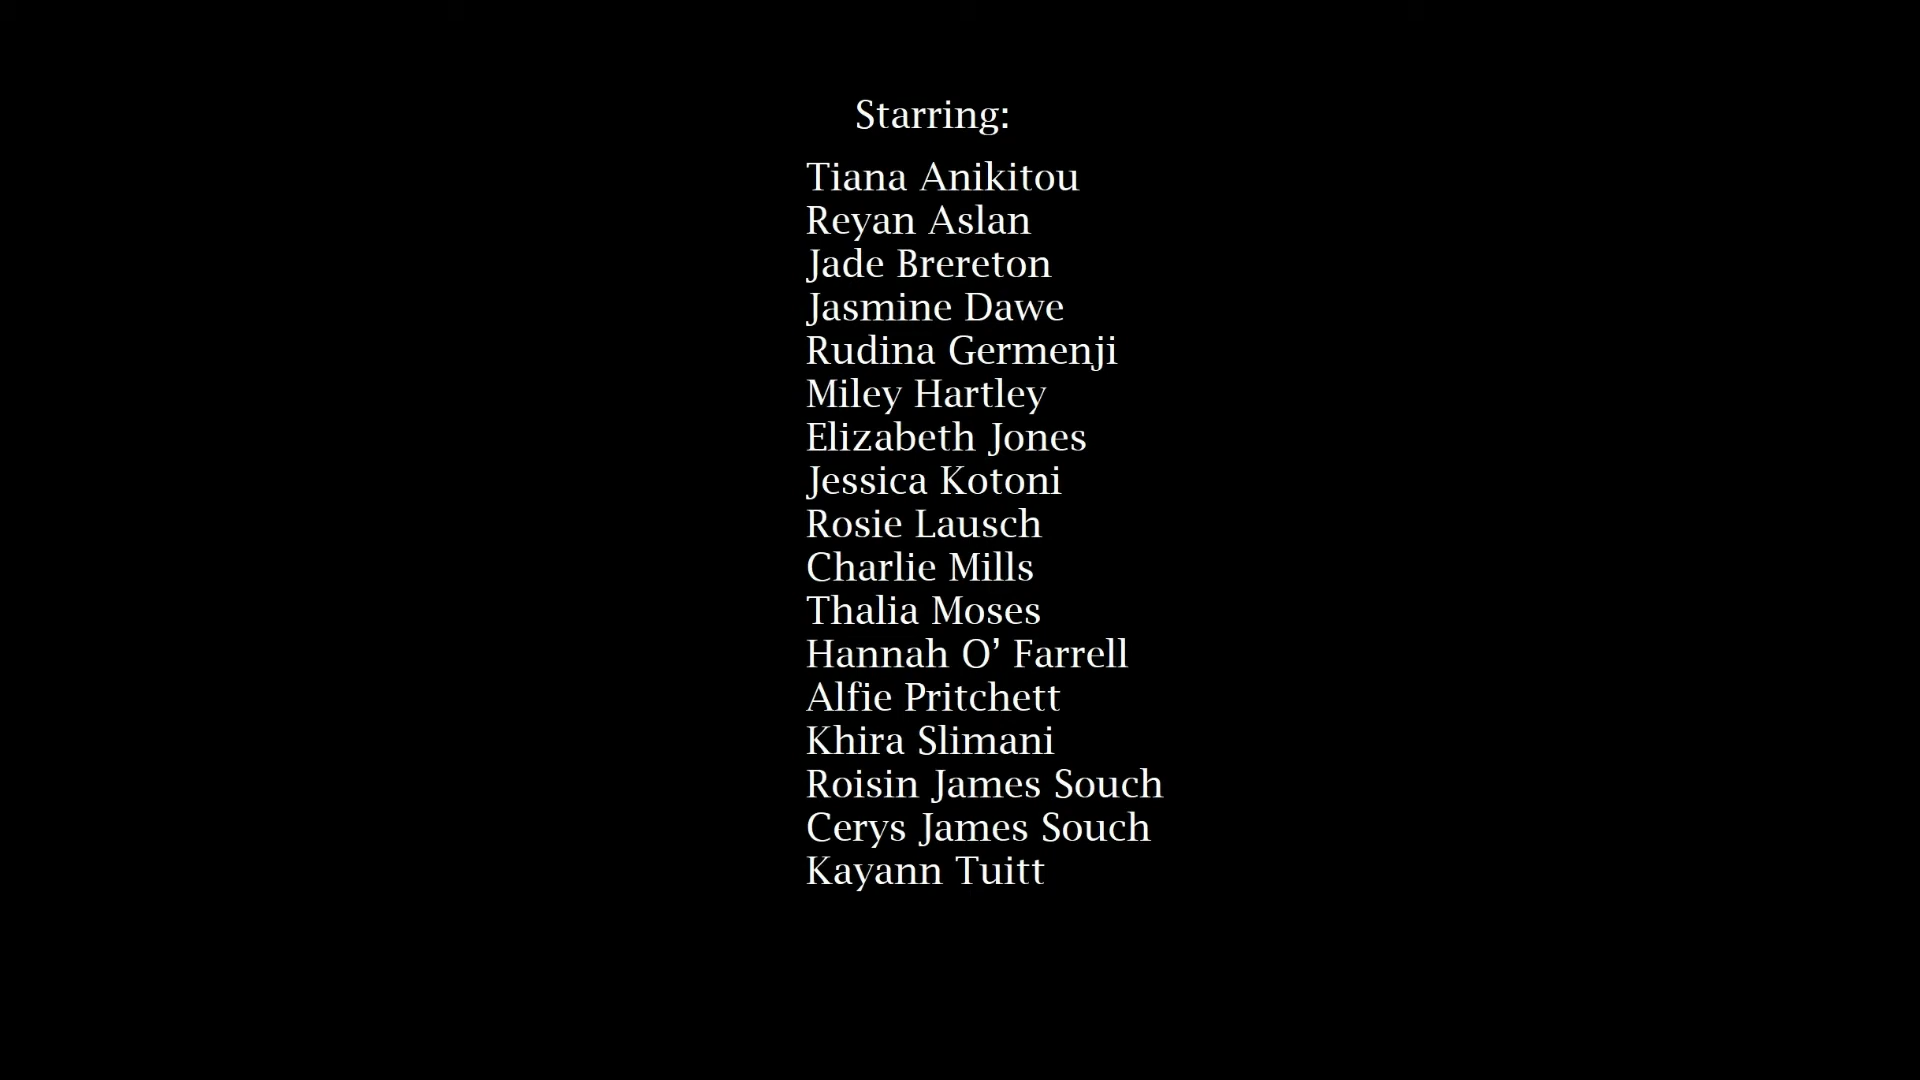 Starring:
Tiana Anikitou
Reyan Aslan
Jade Brereton
Jasmine Dawe
Rudina Germenji
Miley Hartley
Elizabeth Jones
Jessica Kotoni
Rosie Lausch
Charlie Mills
Thalia Moses
Hannah O’ Farrell
Alfie Pritchett
Khira Slimani
Roisin James Souch
Cerys James Souch
Kayann Tuitt